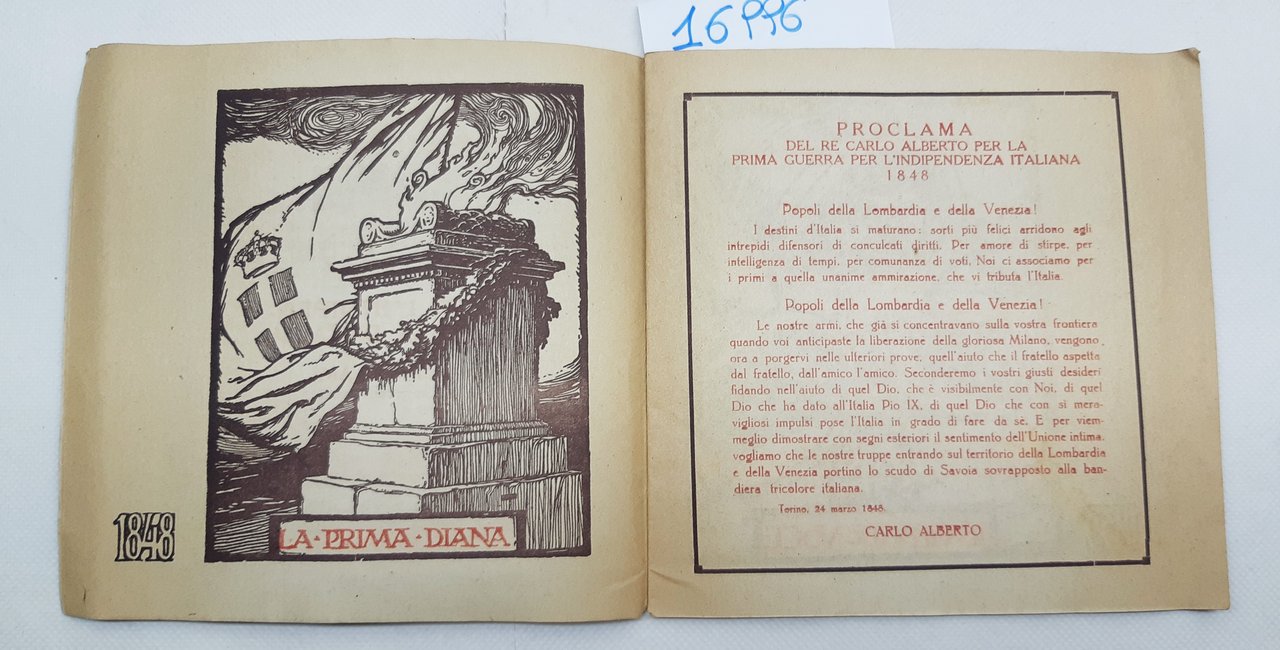 16996
1848
LA·PRIMA·DIANA
PROCLAMA
DEL RE CARLO ALBERTO PER LA
PRIMA GUERRA PER L'INDIPENDENZA ITALIANA
1848
Popoli della Lombardia e della Venezia!
I destini d'Italia si maturano: sorti più felici arridono agli
intrepidi difensori di conculcati diritti. Per amore di stirpe, per
intelligenza di tempi, per comunanza di voti, Noi ci associamo per
i primi a quella unanime ammirazione, che vi tributa l'Italia.
Popoli della Lombardia e della Venezia!
Le nostre armi, che già si concentravano sulla vostra frontiera
quando voi anticipaste la liberazione della gloriosa Milano, vengono
ora a porgervi nelle ulteriori prove, quell'aiuto che il fratello aspetta
dal fratello, dall'amico l'amico. Seconderemo i vostri giusti desideri
fidando nell'aiuto di quel Dio, che è visibilmente con Noi, di quel
Dio che ha dato all'Italia Pio IX, di quel Dio che con si mera-
vigliosi impulsi pose l'Italia in grado di fare da se. E per viem-
meglio dimostrare con segni esteriori il sentimento dell'Unione intima,
vogliamo che le nostre truppe entrando sul territorio della Lombardia
e della Venezia portino lo scudo di Savoia sovrapposto alla ban-
diera tricolore italiana.
Torino, 24 marzo 1848.
CARLO ALBERTO